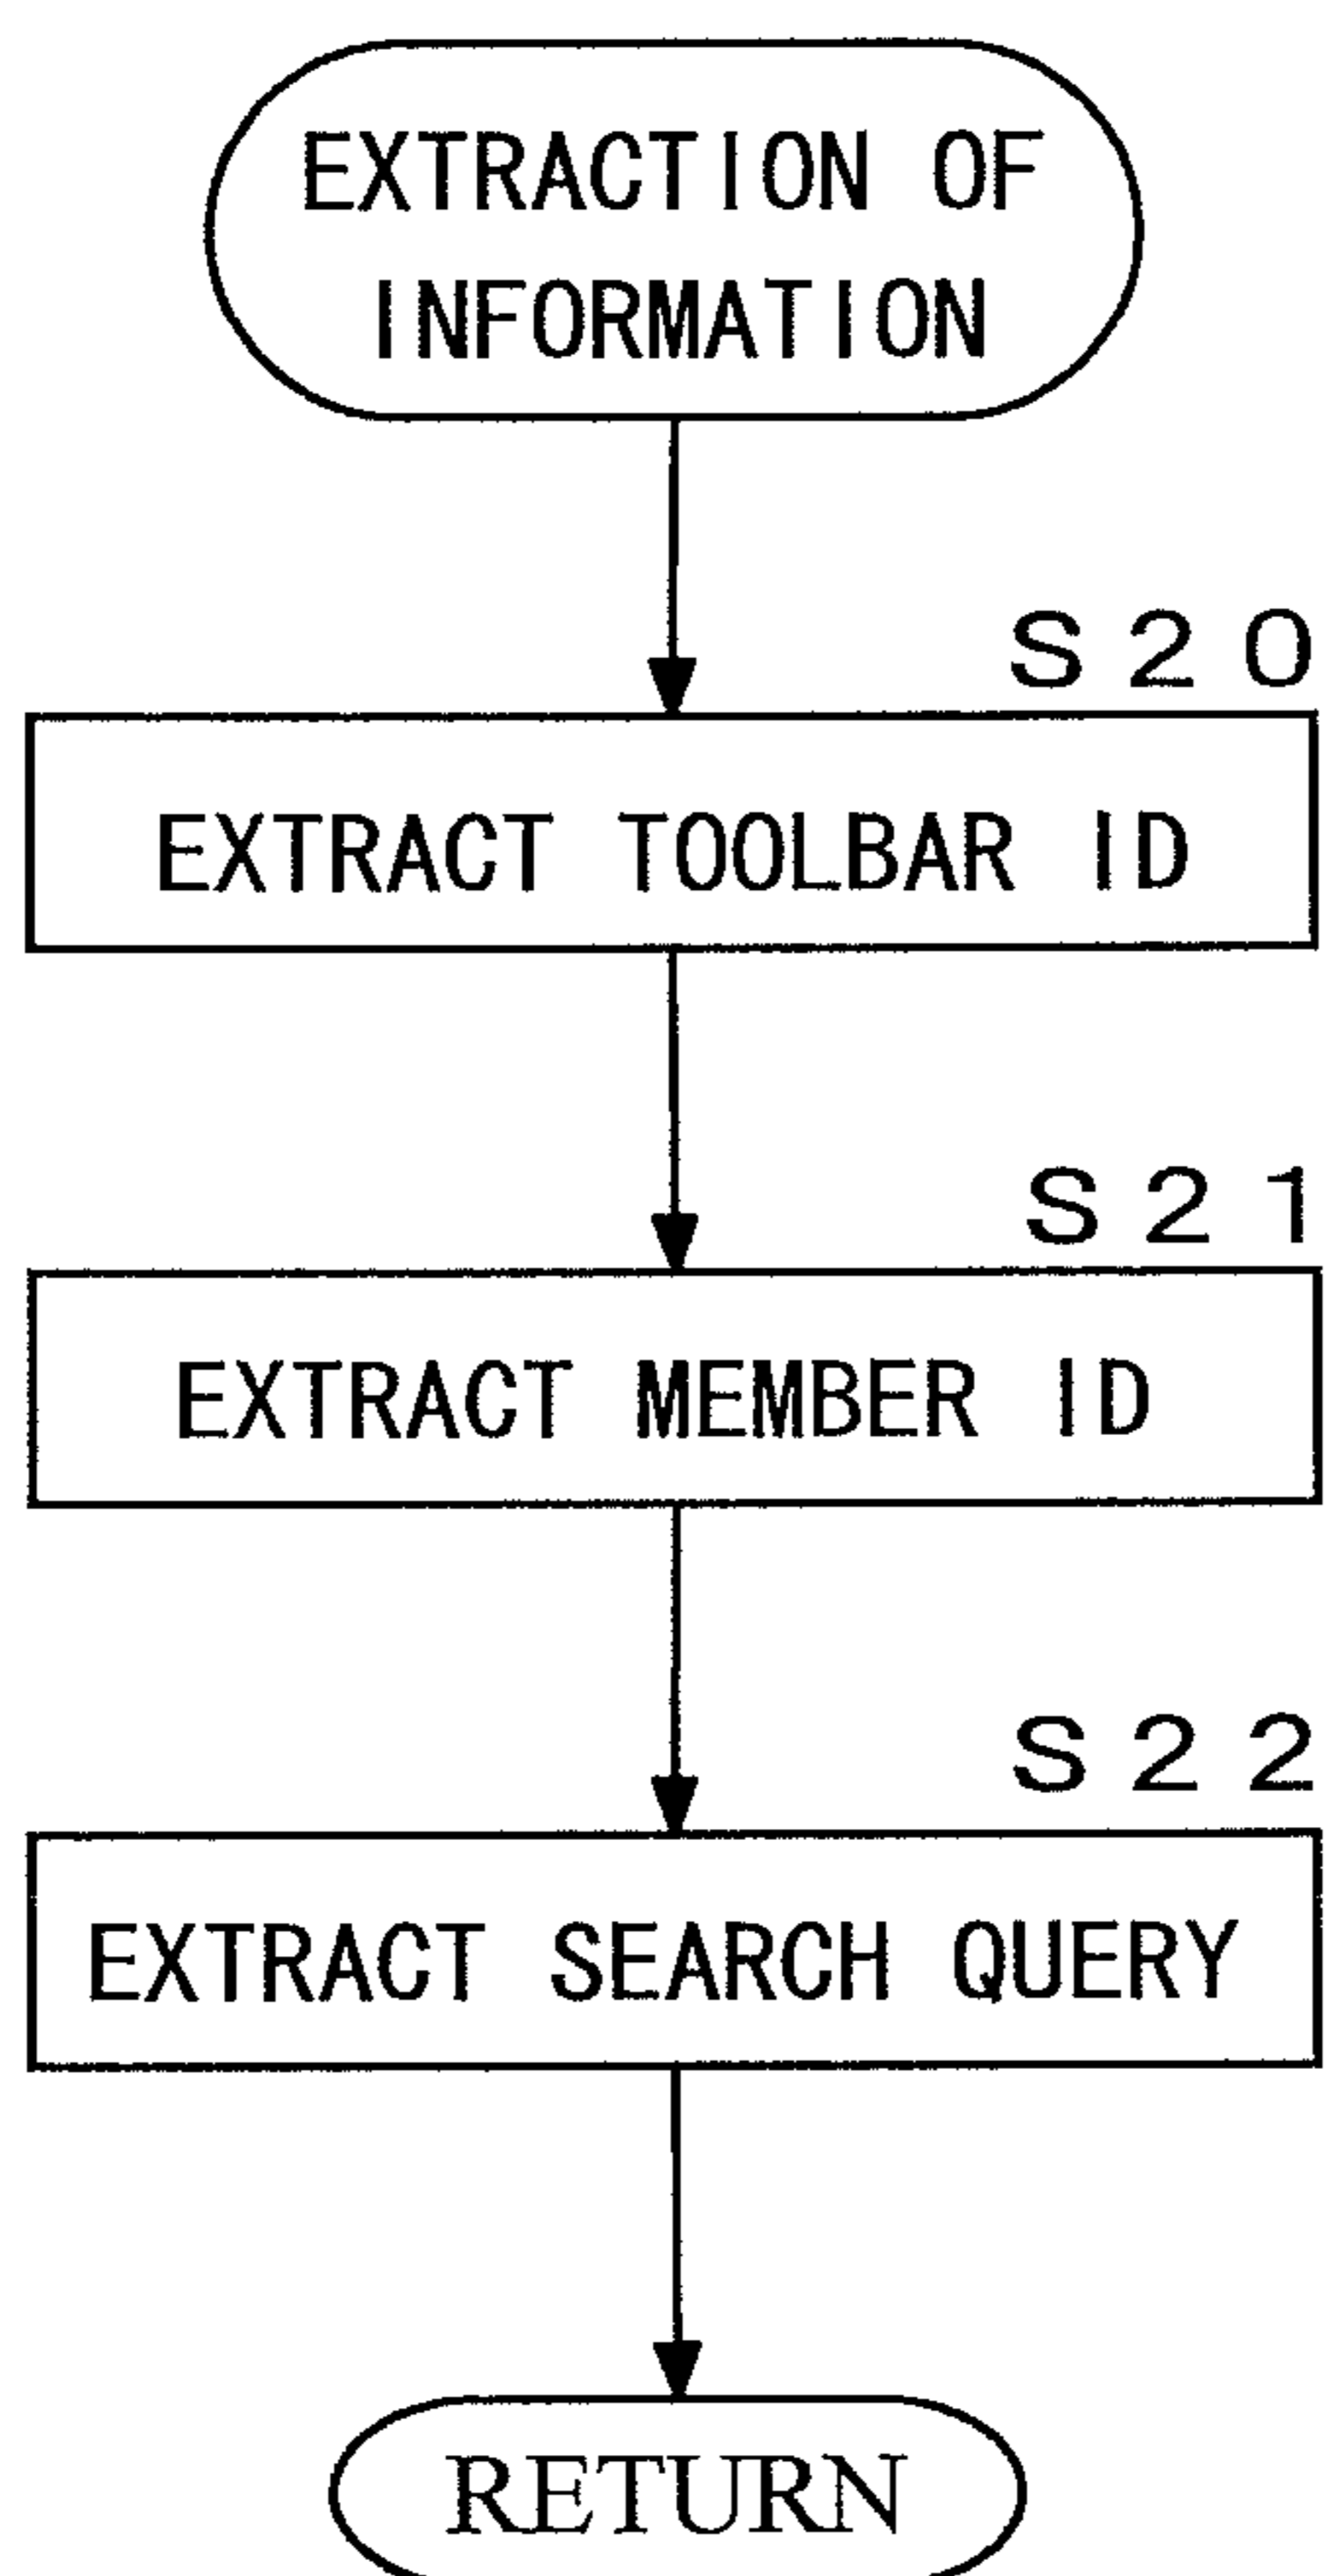 EXTRACTION OF
INFORMATION
S20
EXTRACT TOOLBAR ID
S21
EXTRACT MEMBER ID
S22
EXTRACT SEARCH QUERY
RETURN